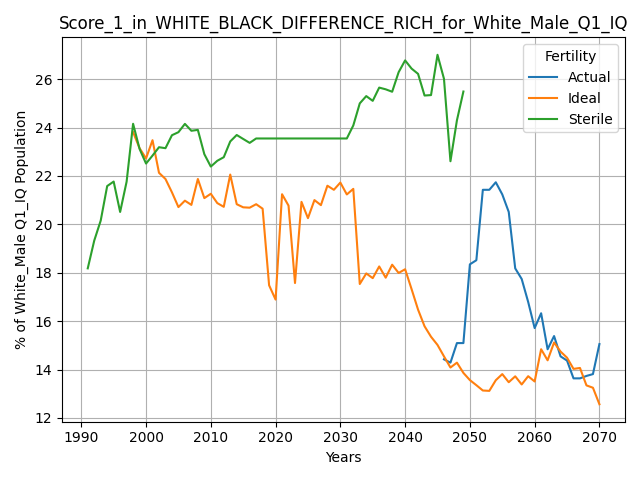 Score_1_in_WHITE_BLACK_DIFFERENCE_RICH_for_White_Male_Q1_IQ
Fertility
Actual
Ideal
Sterile
% of White_Male Q1_IQ Population
26
24
22
20
18
16
14
12
1990 2000 2010 2020 2030 2040 2050 2060 2070
Years